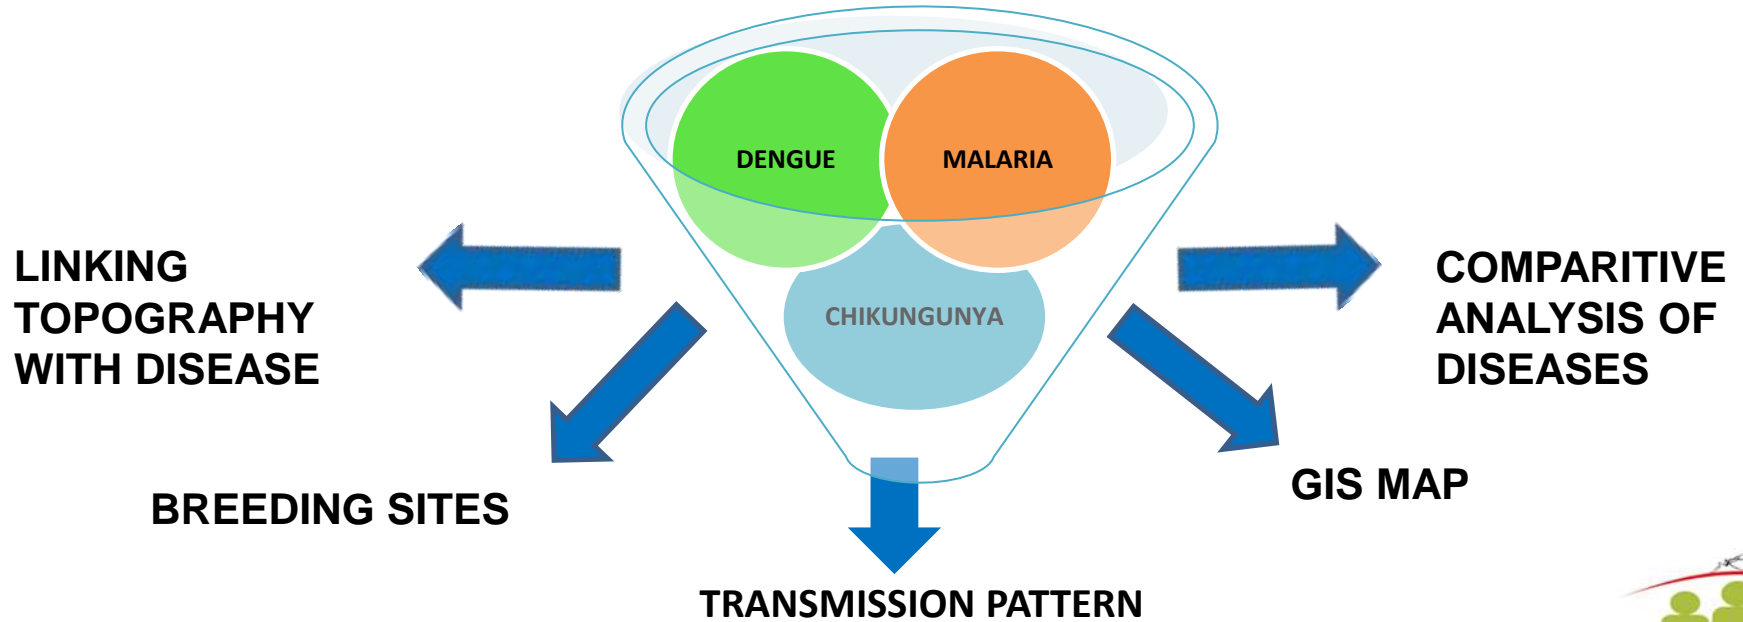 DENGUE
MALARIA
CHIKUNGUNYA
LINKING
TOPOGRAPHY
WITH DISEASE
COMPARITIVE
ANALYSIS OF
DISEASES
BREEDING SITES
GIS MAP
TRANSMISSION PATTERN